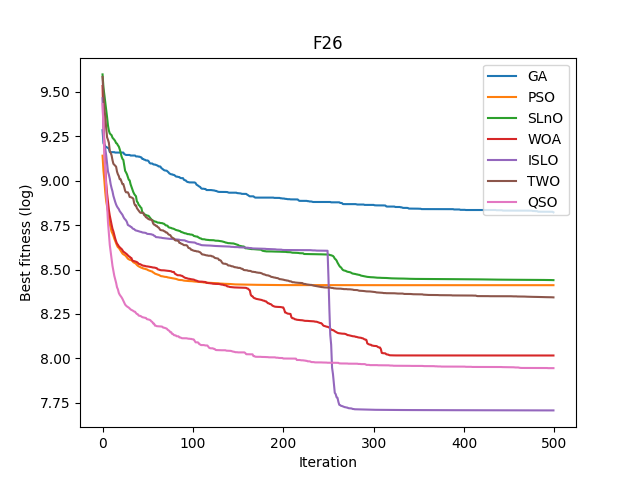 F26
Best fitness (log)
9.50
9.25
9.00
8.75
8.50
8.25
8.00
7.75
GA
PSO
SLnO
WOA
ISLO
TWO
QSO
0 100 200 300 400 500
Iteration